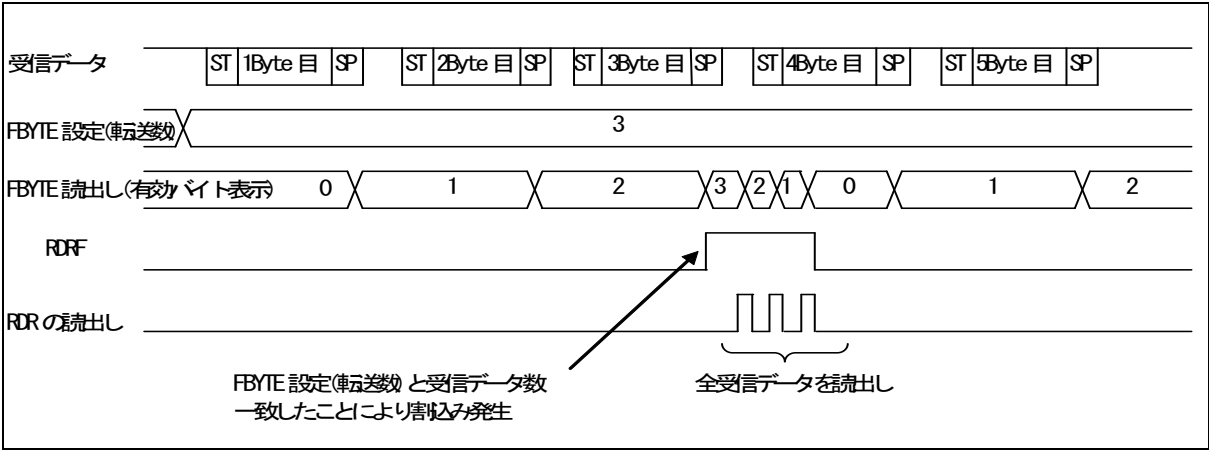 受信データ ST 1Byte 目 SP ST 2Byte 目 SP ST 3Byte 目 SP ST 4Byte 目 SP ST 5Byte 目 SP
FBYTE 設定(転送数) 3
FBYTE 読出し(有効バイト表示) 0 1 2 3 2 1 0 1 2
RDRF
RDR の読出し
FBYTE 設定(転送数) と受信データ数
一致したことにより割込み発生
全受信データを読出し